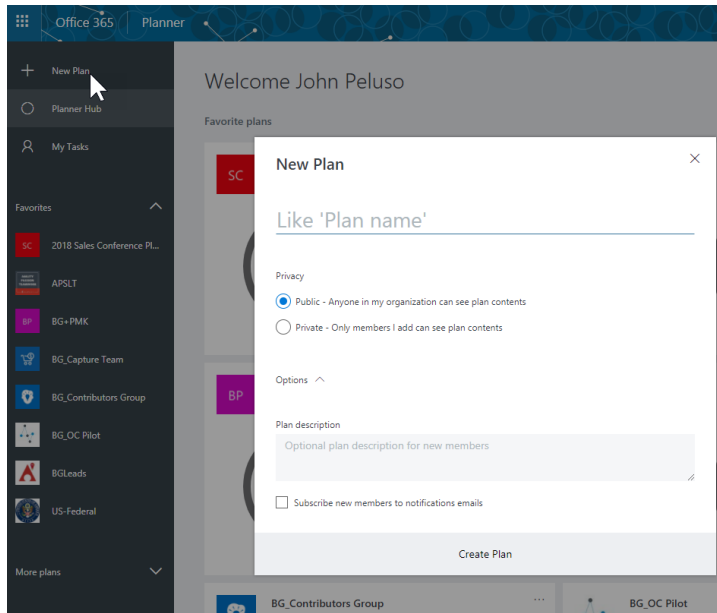 Office 365 Planner
New Plan
Planner Hub
My Tasks
Favorites
SC 2018 Sales Conference Pl...
APSLT
BP BG+PMK
BG_Capture Team
BG_Contributors Group
BG_OC Pilot
BGLeads
US-Federal
More plans
Welcome John Peluso
Favorite plans
SC
BP
New Plan
Like 'Plan name'
Privacy
Public - Anyone in my organization can see plan contents
Private - Only members I add can see plan contents
Options
Plan description
Optional plan description for new members
Subscribe new members to notifications emails
Create Plan
BG_Contributors Group ...
BG_OC Pilot